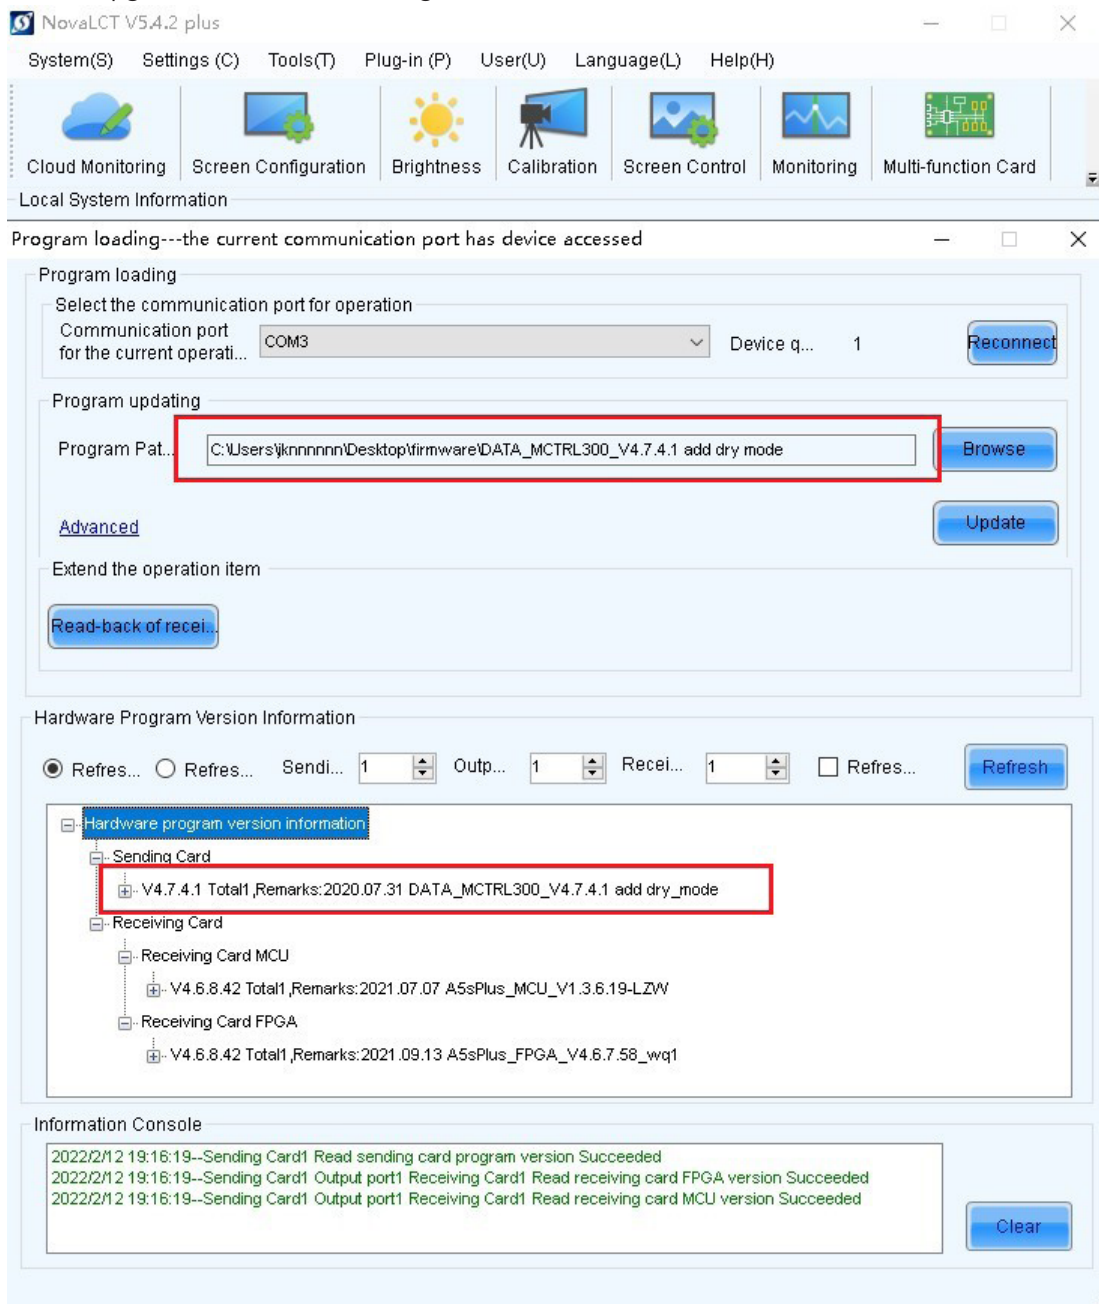 NovaLCT V5.4.2 plus
System(S) Settings (C) Tools(T) Plug-in (P) User(U) Language(L) Help(H)
Cloud Monitoring Screen Configuration Brightness Calibration Screen Control Monitoring Multi-function Card
Local System Information
Program loading---the current communication port has device accessed
Program loading
Select the communication port for operation
Communication port
for the current operati... COM3 Device q... 1 Reconnect
Program updating
Program Pat... C:\Users\jknnnnnn\Desktop\firmware\DATA_MCTRL300_V4.7.4.1 add dry mode Browse
Advanced Update
Extend the operation item
Read-back of recei...
Hardware Program Version Information
Refres... Refres... Sendi... 1 Outp... 1 Recei... 1 Refres... Refresh
Hardware program version information
Sending Card
V4.7.4.1 Total1 ,Remarks:2020.07.31 DATA_MCTRL300_V4.7.4.1 add dry_mode
Receiving Card
Receiving Card MCU
V4.6.8.42 Total1 ,Remarks:2021.07.07 A5sPlus_MCU_V1.3.6.19-LZW
Receiving Card FPGA
V4.6.8.42 Total1 ,Remarks:2021.09.13 A5sPlus_FPGA_V4.6.7.58_wq1
Information Console
2022/2/12 19:16:19--Sending Card1 Read sending card program version Succeeded
2022/2/12 19:16:19--Sending Card1 Output port1 Receiving Card1 Read receiving card FPGA version Succeeded
2022/2/12 19:16:19--Sending Card1 Output port1 Receiving Card1 Read receiving card MCU version Succeeded
Clear